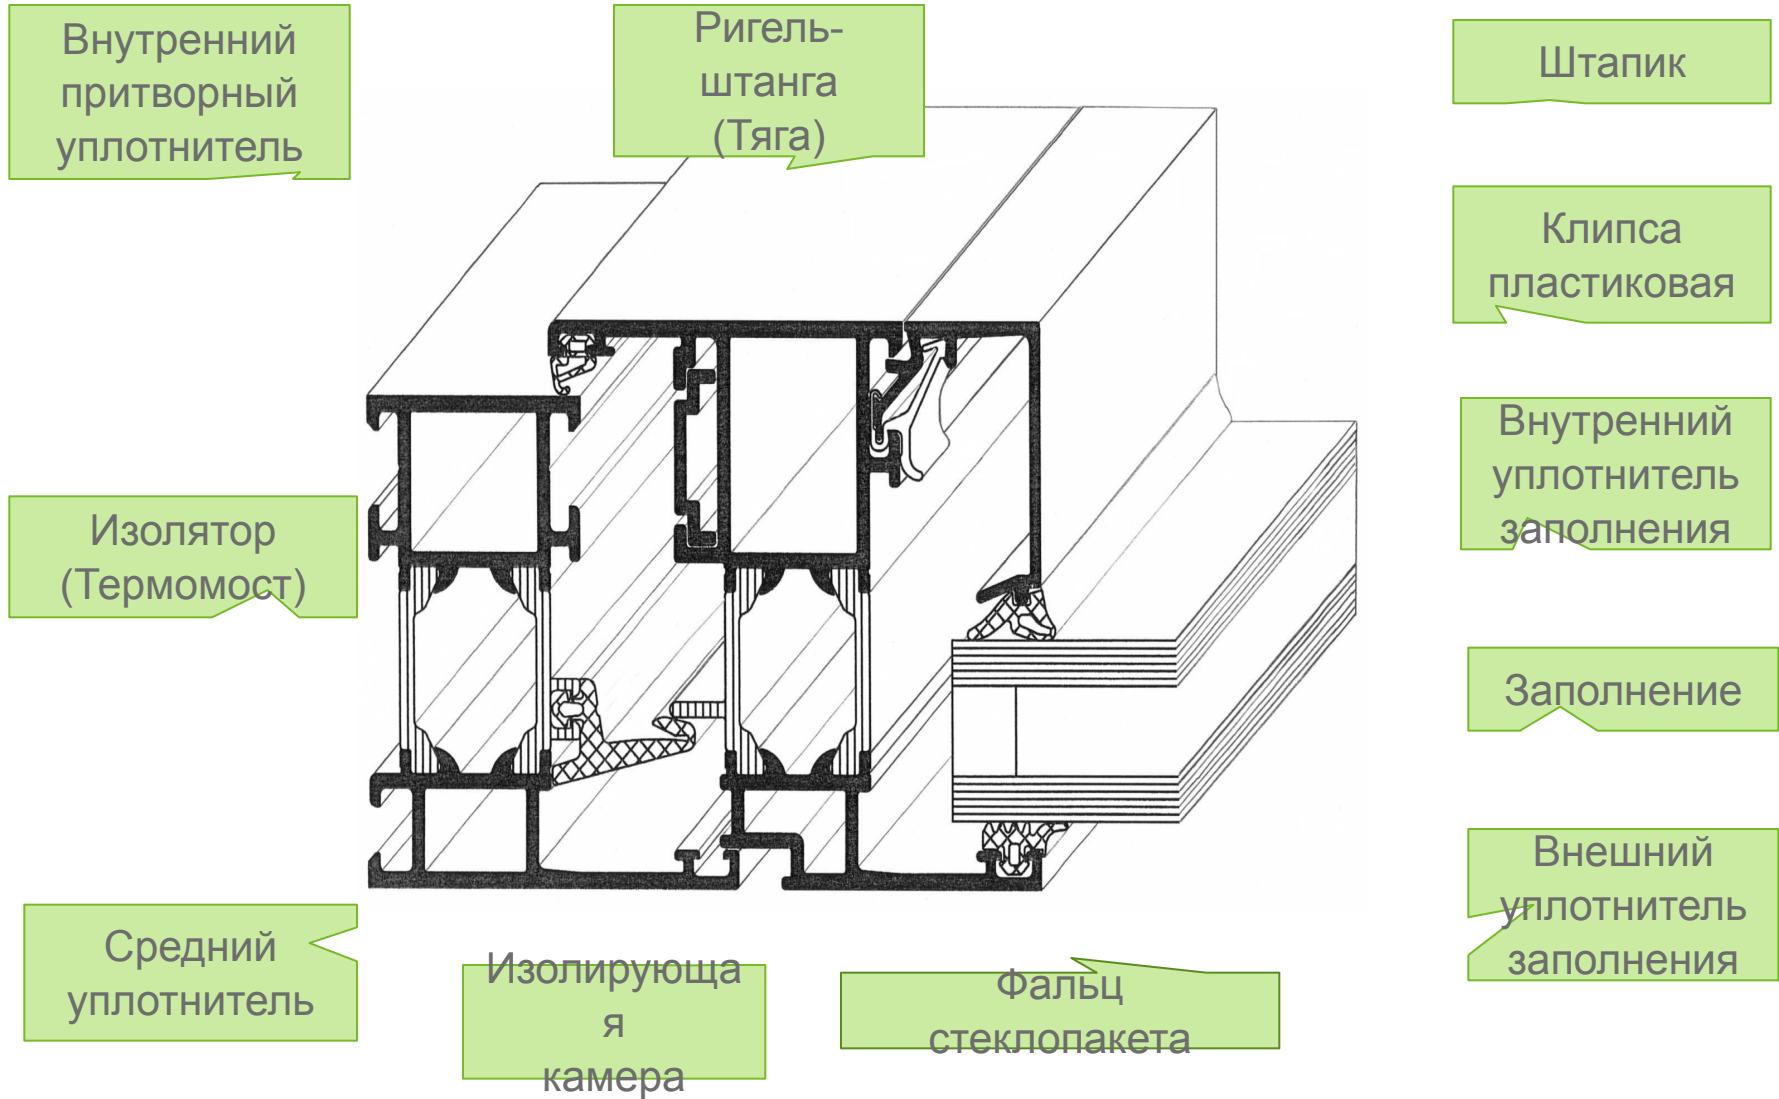 Внутренний
притворный
уплотнитель
Ригель-
штанга
(Тяга)
Штапик
Клипса
пластиковая
Внутренний
уплотнитель
заполнения
Изолятор
(Термомост)
Заполнение
Внешний
уплотнитель
заполнения
Средний
уплотнитель
Изолирующа
я
камера
Фальц
стеклопакета